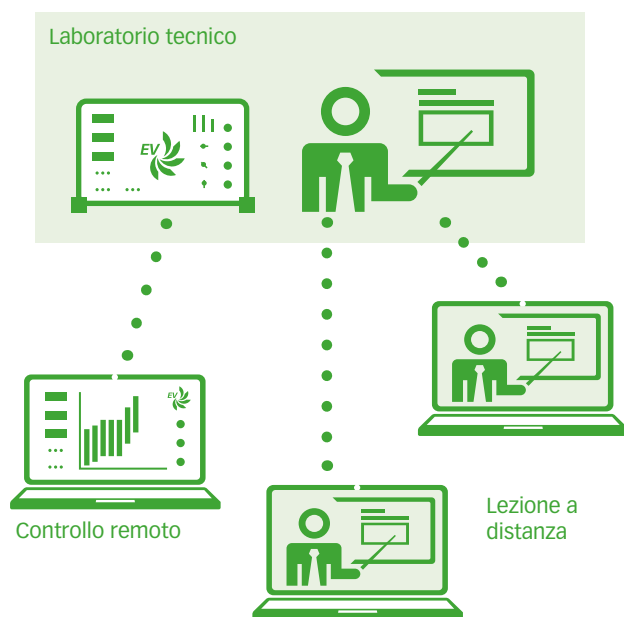 Laboratorio tecnico
EV
EV
Controllo remoto
Lezione a
distanza